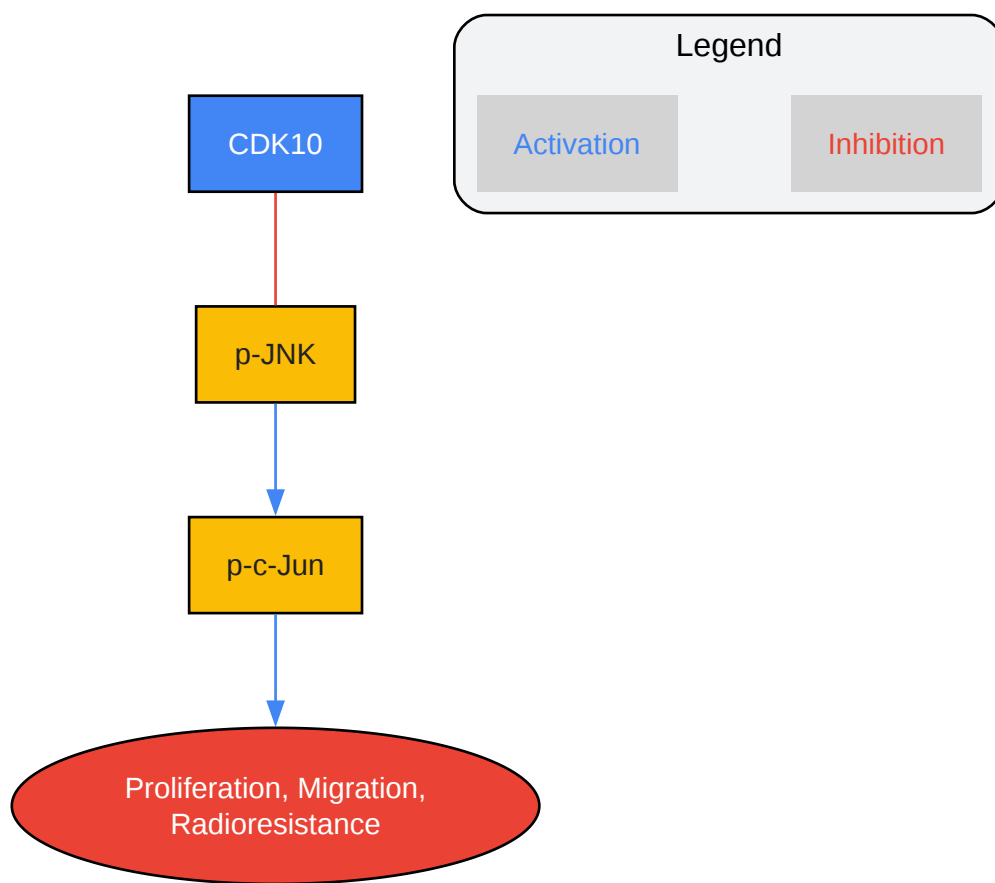 Legend
CDK10
Activation
Inhibition
p-JNK
p-c-Jun
Proliferation, Migration,
Radioresistance